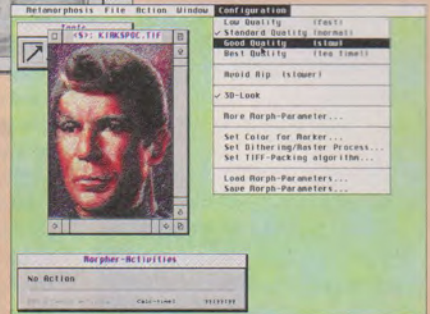 Metamorphosis File Action Window Configuration
Tools
<S>: KIRKSPOC.TIF
Low Quality (fast)
✓ Standard Quality (normal)
Good Quality (slow)
Best Quality (tea time)
Avoid Rip (slower)
✓ 3D-Look
More Morph-Parameter...
Set Color for Marker...
Set Dithering/Raster Process...
Set TIFF-Packing algorithm...
Load Morph-Parameters...
Save Morph-Parameters...
Morpher-Activities
No Action